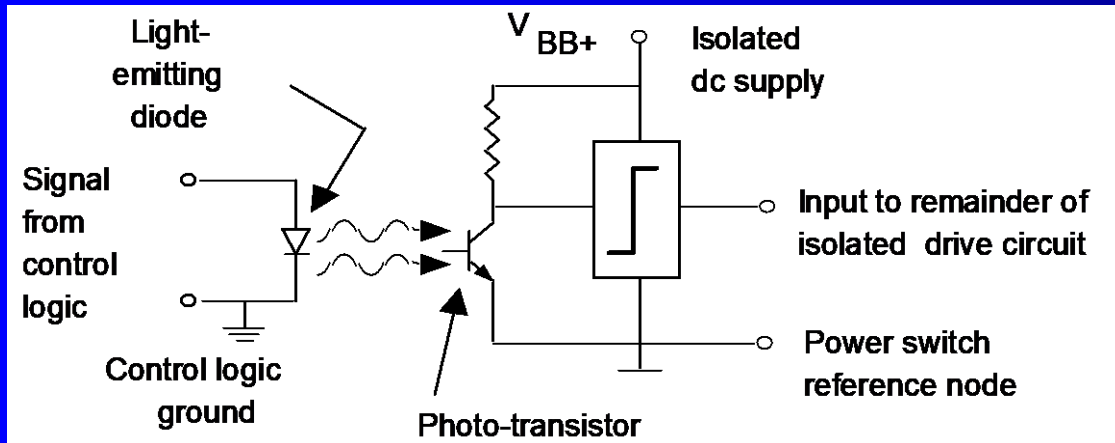 Light-
emitting
diode
V BB+
Isolated
dc supply
Signal
from
control
logic
Input to remainder of
isolated drive circuit
Control logic
ground
Power switch
reference node
Photo-transistor